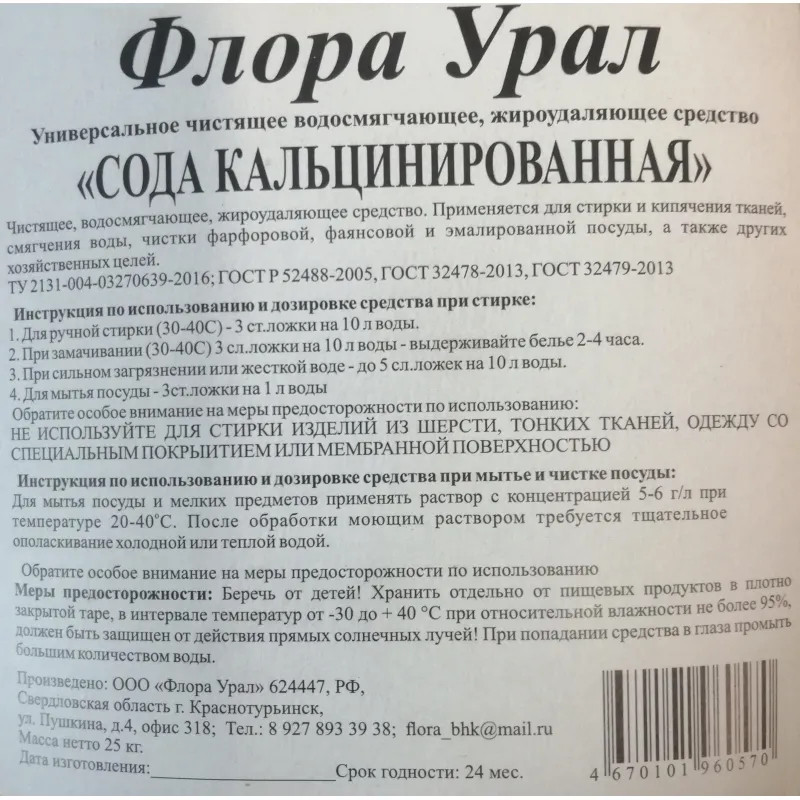 Флора Урал
Универсальное чистящее водосмягчающее, жироудаляющее средство
«СОДА КАЛЬЦИНИРОВАННАЯ»
Чистящее, водосмягчающее, жироудаляющее средство. Применяется для стирки и кипячения тканей,
смягчения воды, чистки фарфоровой, фаянсовой и эмалированной посуды, а также других
хозяйственных целей.
ТУ 2131-004-03270639-2016; ГОСТ Р 52488-2005, ГОСТ 32478-2013, ГОСТ 32479-2013
Инструкция по использованию и дозировке средства при стирке:
1. Для ручной стирки (30-40С) - 3 ст.ложки на 10 л воды.
2. При замачивании (30-40С) 3 сл.ложки на 10 л воды - выдерживайте белье 2-4 часа.
3. При сильном загрязнении или жесткой воде - до 5 сл.ложек на 10 л воды.
4. Для мытья посуды - 3ст.ложки на 1 л воды
Обратите особое внимание на меры предосторожности по использованию:
НЕ ИСПОЛЬЗУЙТЕ ДЛЯ СТИРКИ ИЗДЕЛИЙ ИЗ ШЕРСТИ, ТОНКИХ ТКАНЕЙ, ОДЕЖДУ СО
СПЕЦИАЛЬНЫМ ПОКРЫИТИЕМ ИЛИ МЕМБРАННОЙ ПОВЕРХНОСТЬЮ
Инструкция по использованию и дозировке средства при мытье и чистке посуды:
Для мытья посуды и мелких предметов применять раствор с концентрацией 5-6 г/л при
температуре 20-40°С. После обработки моющим раствором требуется тщательное
ополаскивание холодной или теплой водой.
Обратите особое внимание на меры предосторожности по использованию
Меры предосторожности: Беречь от детей! Хранить отдельно от пищевых продуктов в плотно
закрытой таре, в интервале температур от -30 до + 40 °С при относительной влажности не более 95%,
должен быть защищен от действия прямых солнечных лучей! При попадании средства в глаза промыть
большим количеством воды.
Произведено: ООО «Флора Урал» 624447, РФ,
Свердловская область г. Краснотурьинск,
ул. Пушкина, д.4, офис 318; Тел.: 8 927 893 39 38; flora_bhk@mail.ru
Масса нетто 25 кг.
Дата изготовления:____________________Срок годности: 24 мес.
4 670101 960570